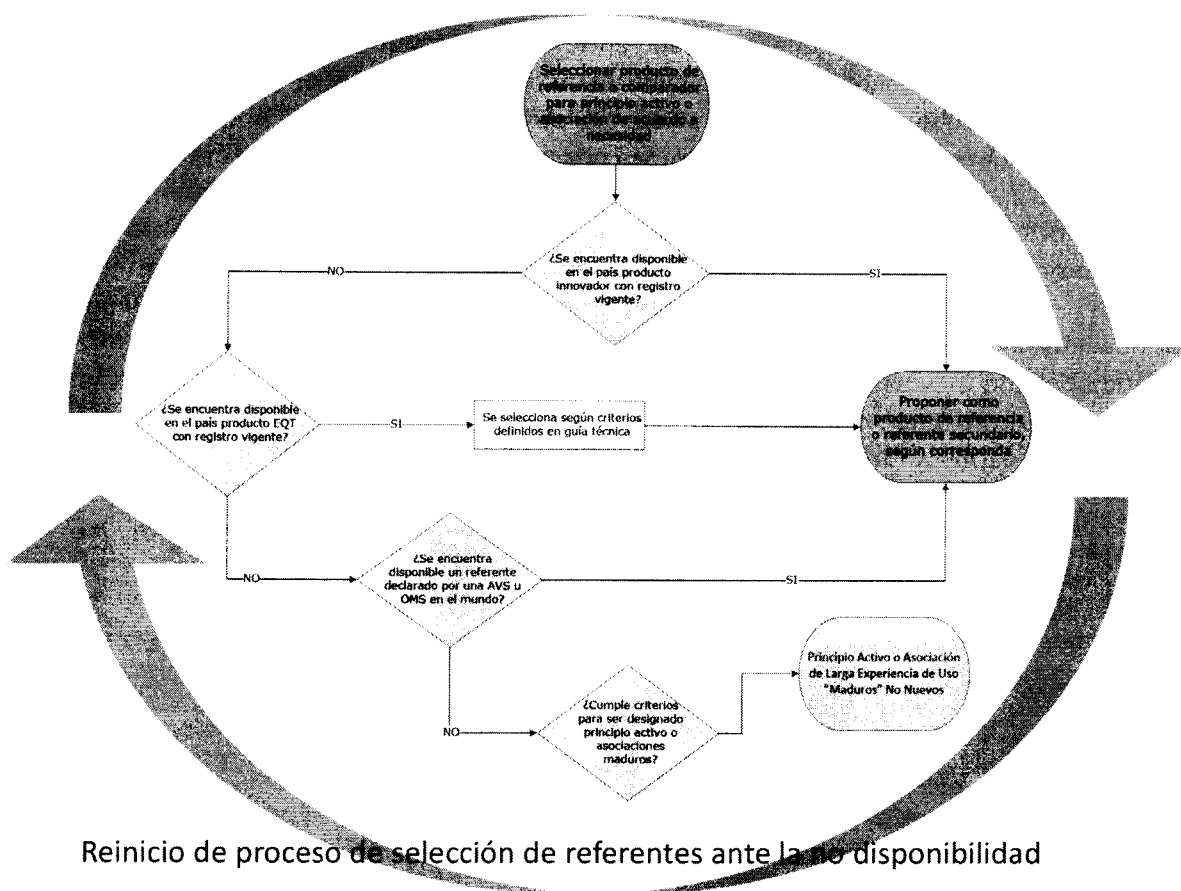 Seleccionar producto de
referencia o comparador
para principio activo o
asociación de acuerdo a
necesidad
¿Se encuentra disponible
en el país producto
innovador con registro
vigente?
NO
SI
¿Se encuentra disponible
en el país producto EQT
con registro vigente?
SI
Se selecciona según criterios
definidos en guía técnica
Proponer como
producto de referencia
o referente secundario,
según corresponda
NO
¿Se encuentra
disponible un referente
declarado por una AVS u
OMS en el mundo?
SI
NO
¿Cumple criterios
para ser designado
principio activo o
asociaciones
maduros?
Principio Activo o Asociación
de Larga Experiencia de Uso
"Maduros" No Nuevos
Reinicio de proceso de selección de referentes ante la no disponibilidad